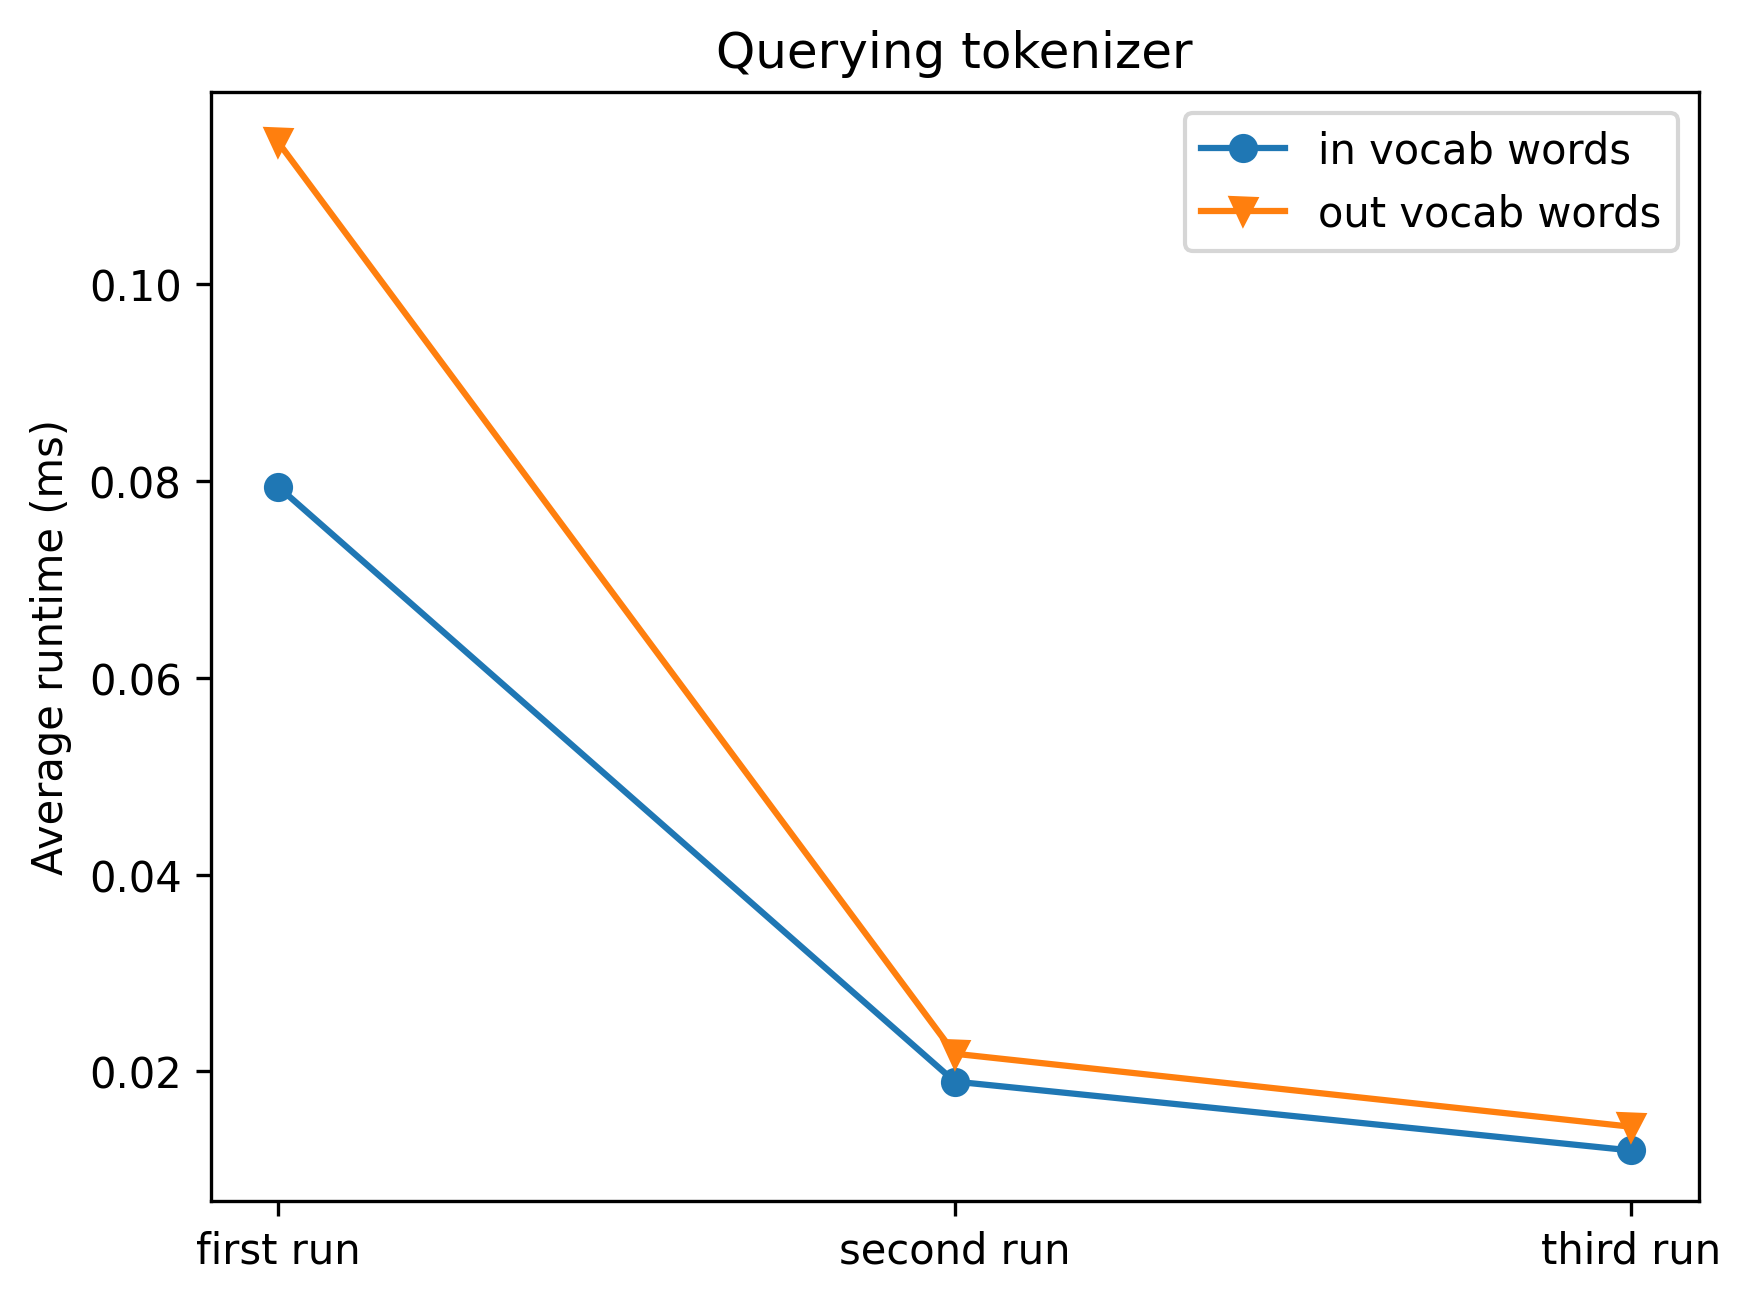 Querying tokenizer
in vocab words
out vocab words
Average runtime (ms)
0.10
0.08
0.06
0.04
0.02
first run
second run
third run